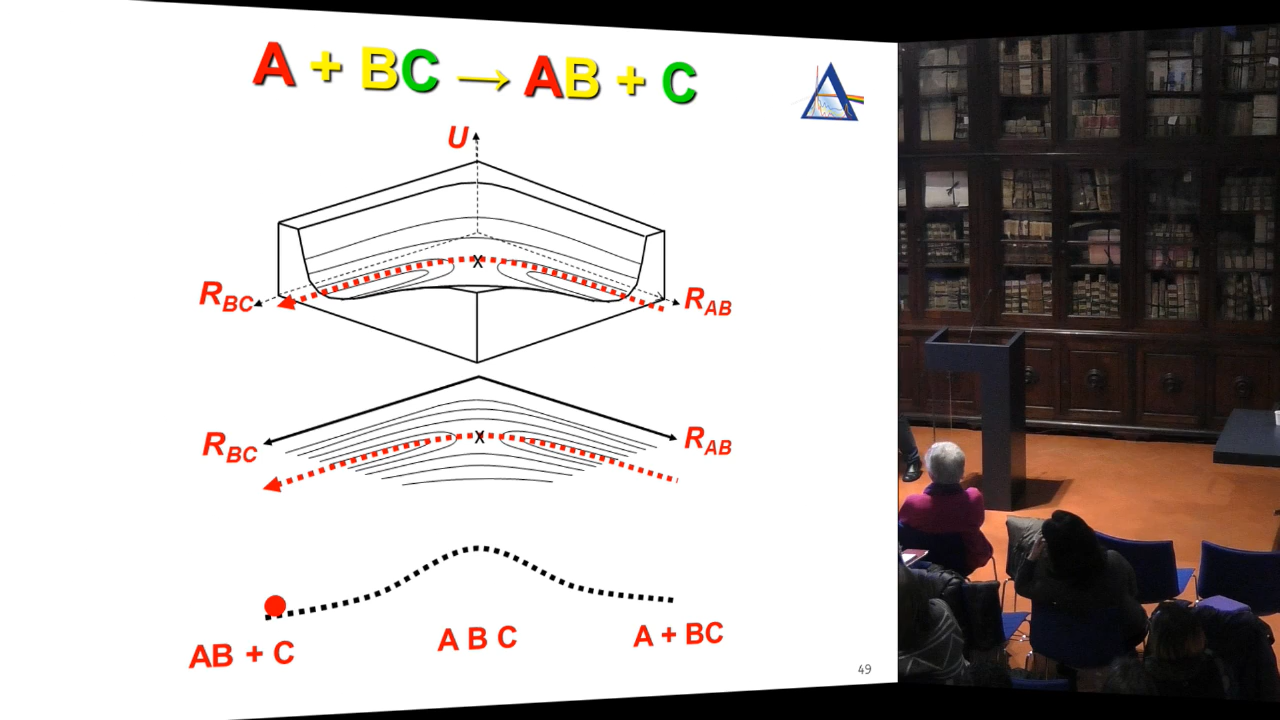 A + BC → AB + C
U
R_BC
R_AB
X
R_BC
R_AB
X
AB + C
A B C
A + BC
49